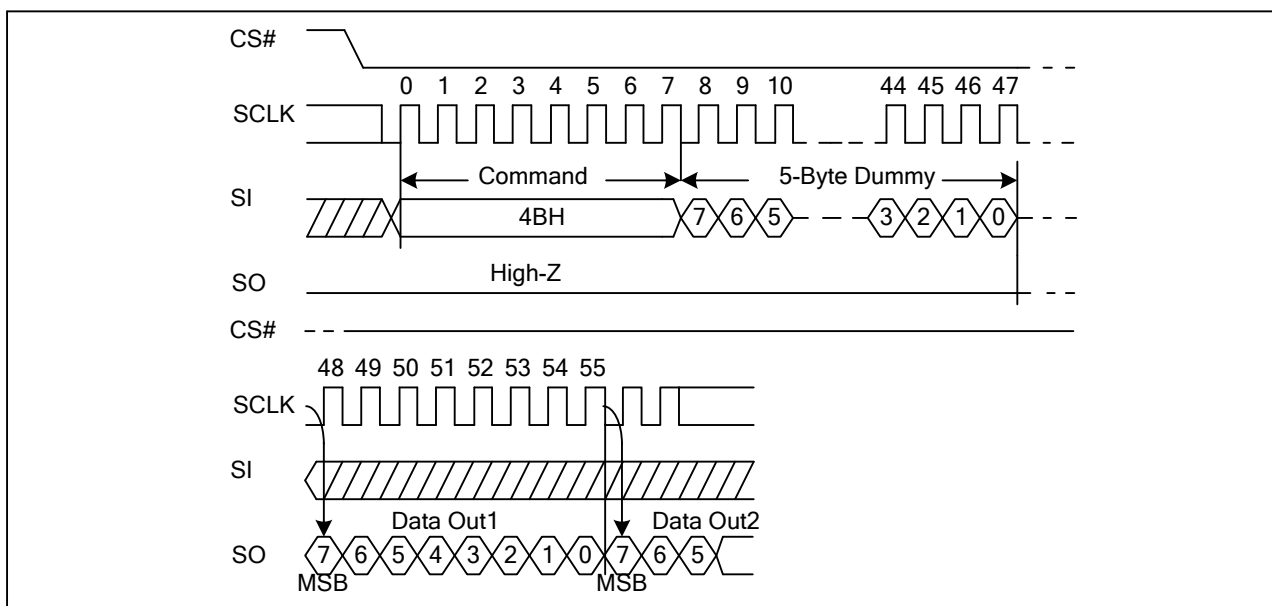 CS#
0 1 2 3 4 5 6 7 8 9 10 44 45 46 47
SCLK
Command 5-Byte Dummy
SI
4BH 7 6 5 3 2 1 0
High-Z
SO
CS#
48 49 50 51 52 53 54 55
SCLK
SI
Data Out1 Data Out2
SO 7 6 5 4 3 2 1 0 7 6 5
MSB MSB